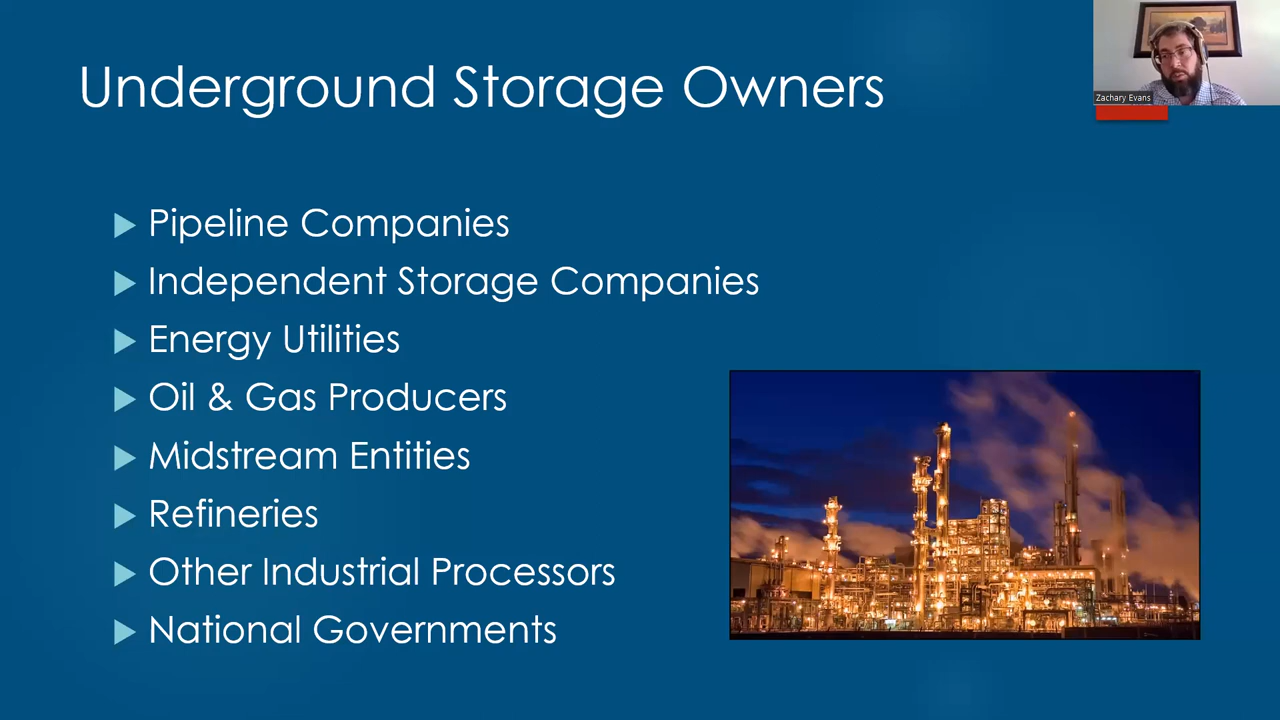 Underground Storage Owners
Zachary Evans
Pipeline Companies
Independent Storage Companies
Energy Utilities
Oil & Gas Producers
Midstream Entities
Refineries
Other Industrial Processors
National Governments